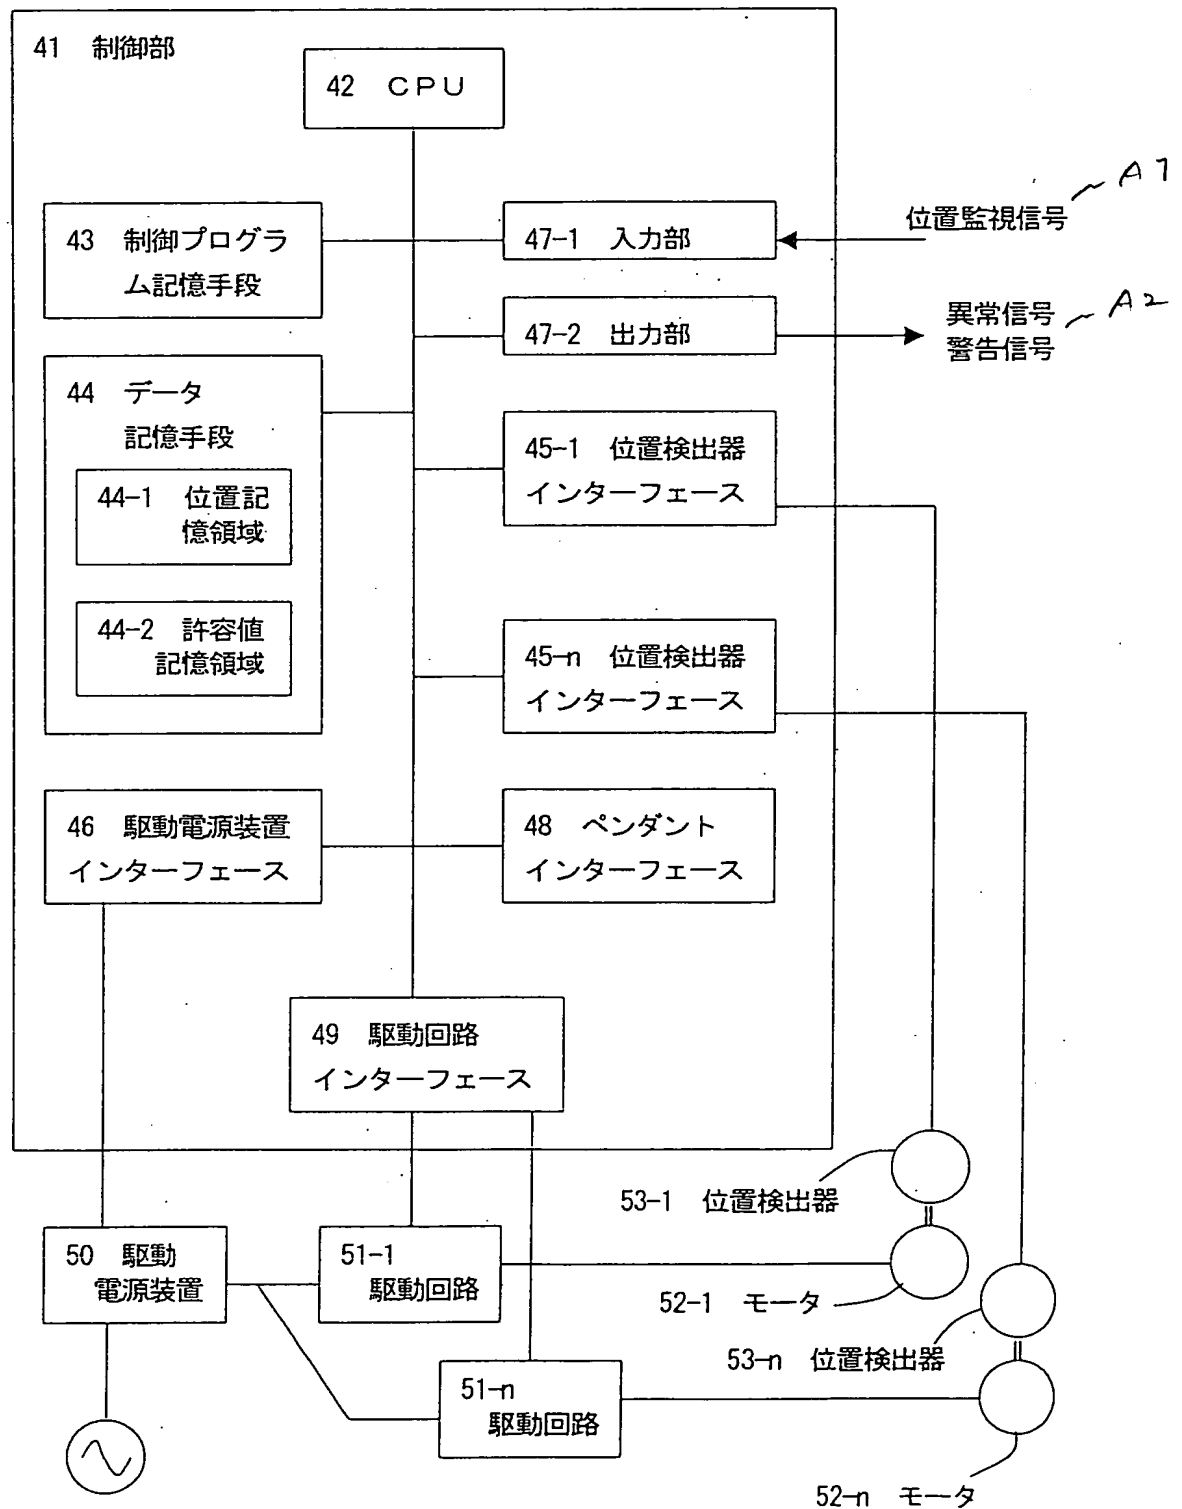 41 制御部
42 CPU
43 制御プログラ
ム記憶手段
47-1 入力部
位置監視信号
A1
47-2 出力部
異常信号
警告信号
A2
44 データ
記憶手段
44-1 位置記
憶領域
44-2 許容値
記憶領域
45-1 位置検出器
インターフェース
45-n 位置検出器
インターフェース
46 駆動電源装置
インターフェース
48 ペンダント
インターフェース
49 駆動回路
インターフェース
53-1 位置検出器
50 駆動
電源装置
51-1
駆動回路
52-1 モータ
53-n 位置検出器
51-n
駆動回路
52-n モータ